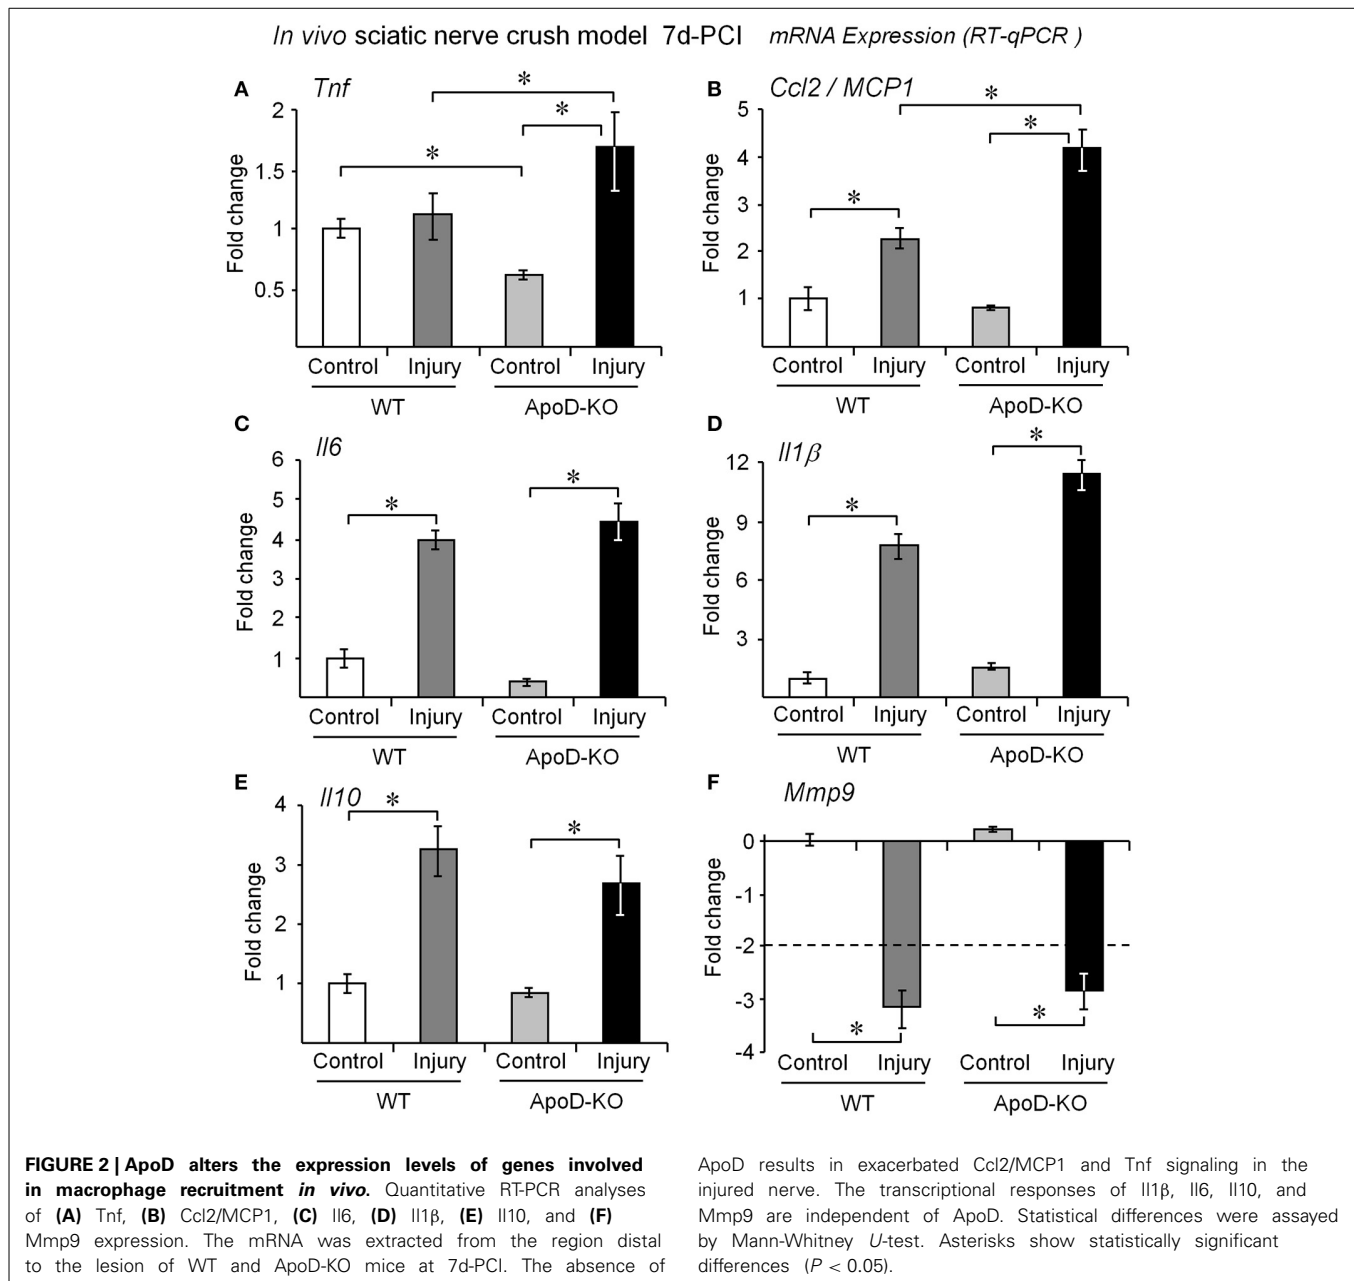 In vivo sciatic nerve crush model 7d-PCI mRNA Expression (RT-qPCR )
A
Tnf
*
*
*
Fold change
2
1.5
1
0.5
Control Injury Control Injury
WT ApoD-KO
B
Ccl2 / MCP1
*
*
*
Fold change
5
4
3
2
1
Control Injury Control Injury
WT ApoD-KO
C
Il6
*
*
Fold change
6
5
4
3
2
1
Control Injury Control Injury
WT ApoD-KO
D
Il1β
*
*
Fold change
12
9
6
3
Control Injury Control Injury
WT ApoD-KO
E
Il10
*
*
Fold change
4
3
2
1
Control Injury Control Injury
WT ApoD-KO
F
Mmp9
Fold change
0
-1
-2
-3
-4
*
*
Control Injury Control Injury
WT ApoD-KO
FIGURE 2 | ApoD alters the expression levels of genes involved
in macrophage recruitment in vivo. Quantitative RT-PCR analyses
of (A) Tnf, (B) Ccl2/MCP1, (C) Il6, (D) Il1β, (E) Il10, and (F)
Mmp9 expression. The mRNA was extracted from the region distal
to the lesion of WT and ApoD-KO mice at 7d-PCI. The absence of
ApoD results in exacerbated Ccl2/MCP1 and Tnf signaling in the
injured nerve. The transcriptional responses of Il1β, Il6, Il10, and
Mmp9 are independent of ApoD. Statistical differences were assayed
by Mann-Whitney U-test. Asterisks show statistically significant
differences (P < 0.05).